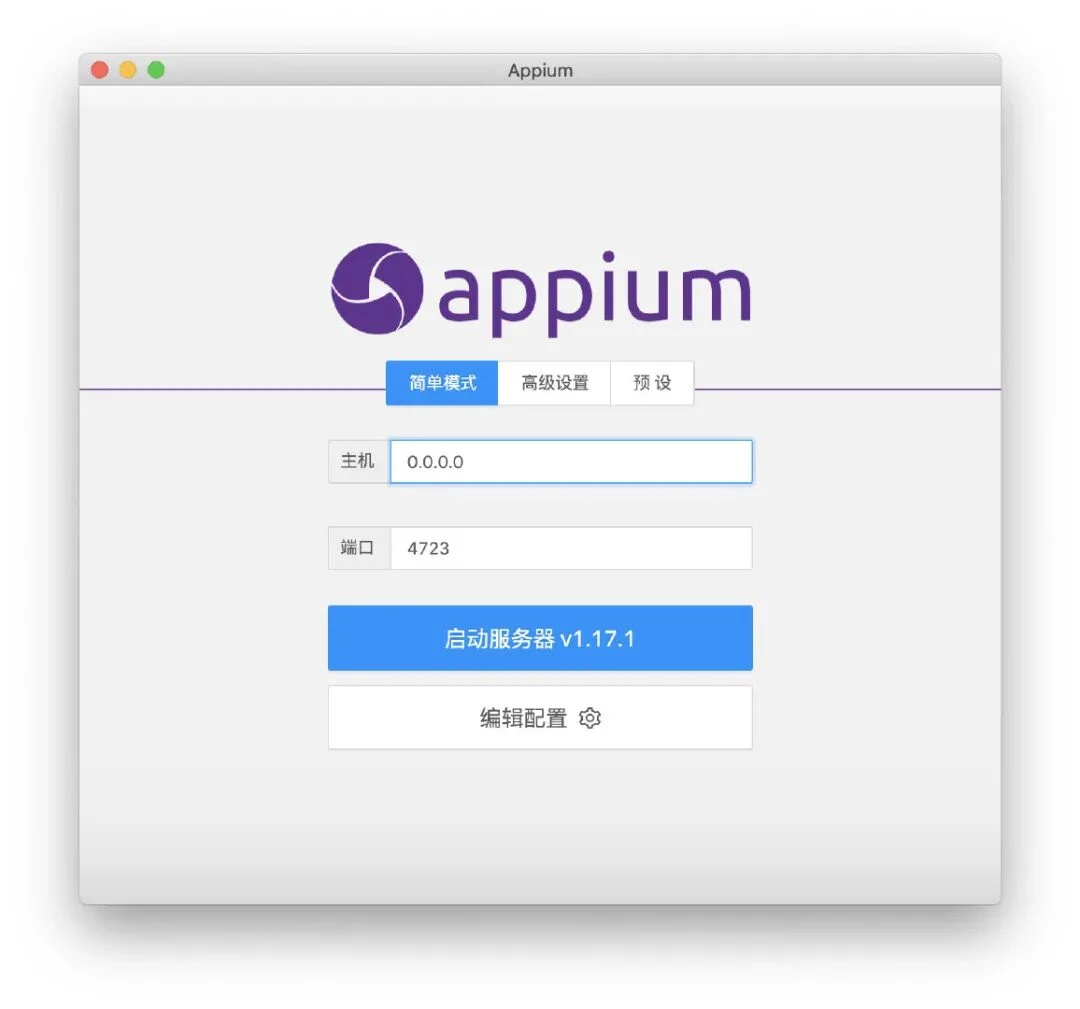 Appium
appium
简单模式 高级设置 预设
主机 0.0.0.0
端口 4723
启动服务器 v1.17.1
编辑配置